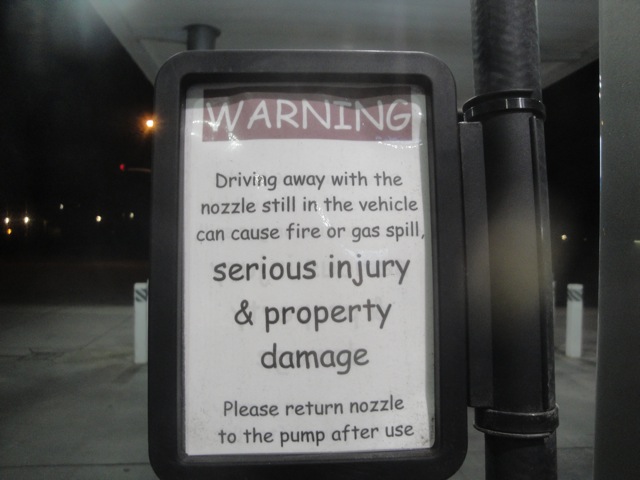 WARNING
Driving away with the
nozzle still in the vehicle
can cause fire or gas spill,
serious injury
& property
damage
Please return nozzle
to the pump after use